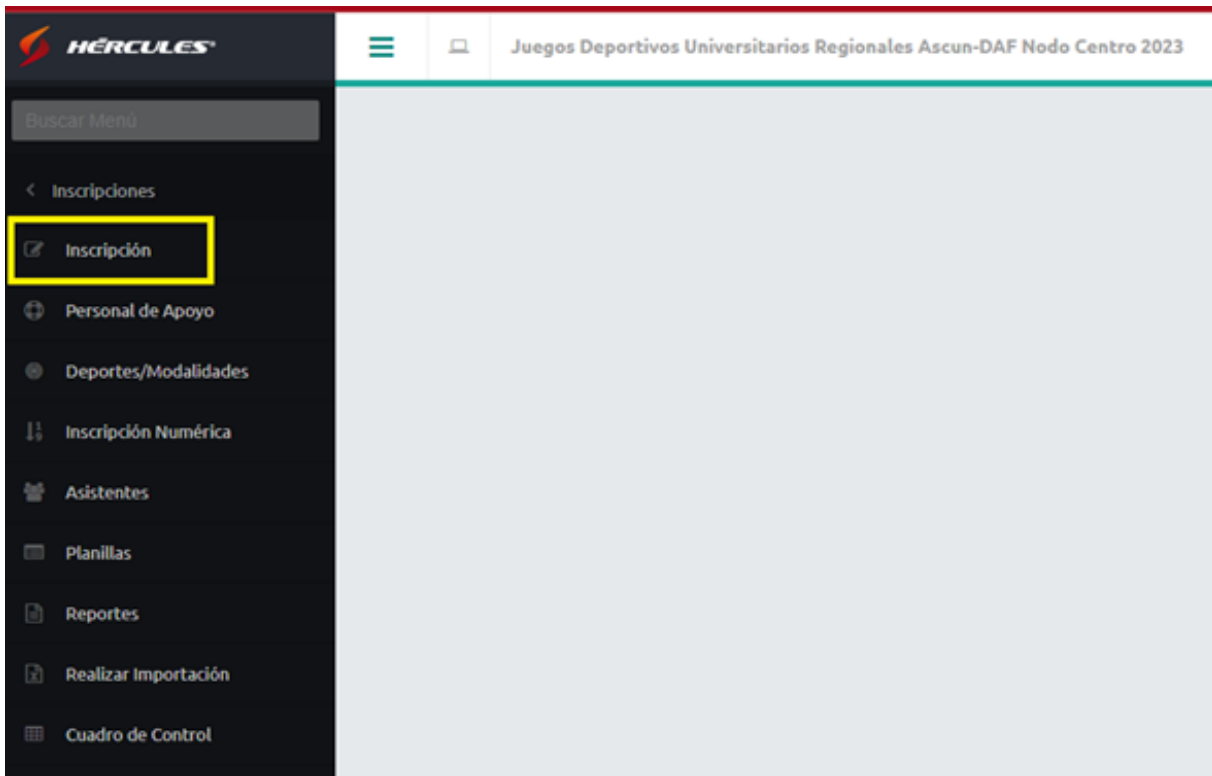 HÉRCULES
Juegos Deportivos Universitarios Regionales Ascun-DAF Nodo Centro 2023
Buscar Menú
Inscripciones
Inscripción
Personal de Apoyo
Deportes/Modalidades
Inscripción Numérica
Asistentes
Planillas
Reportes
Realizar Importación
Cuadro de Control